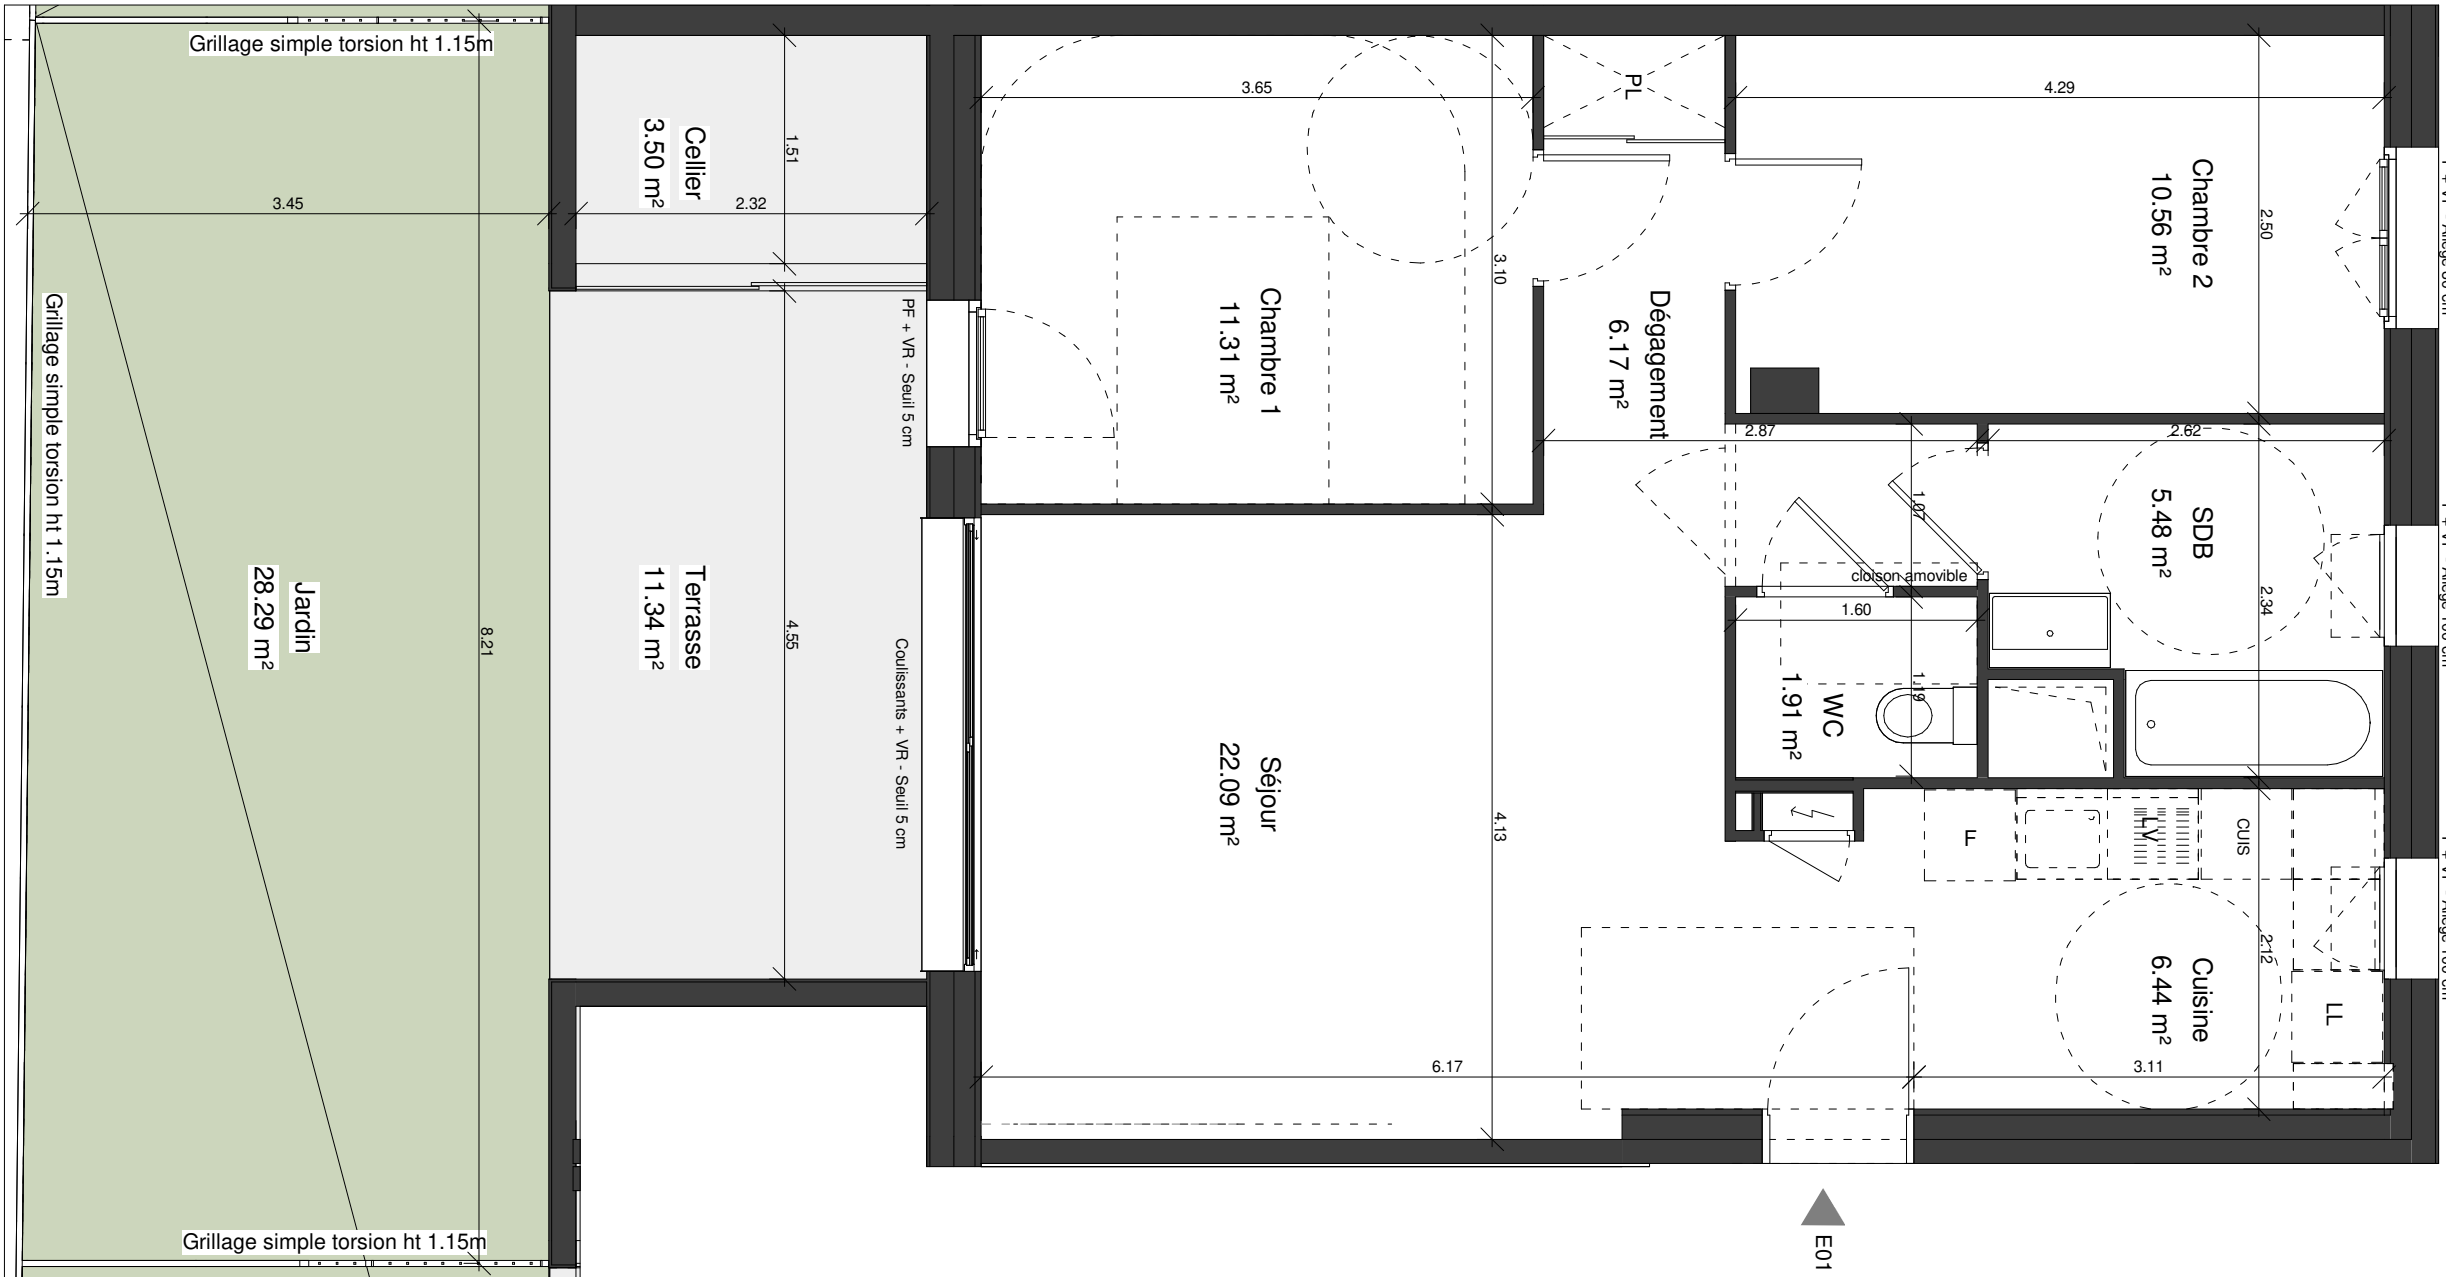 Grillage simple torsion ht 1.15m
Grillage simple torsion ht 1.15m
Grillage simple torsion ht 1.15m
3.45
8.21
Jardin
28.29 m²
Cellier
3.50 m²
1.51
2.32
Terrasse
11.34 m²
4.55
PF + VR - Seuil 5 cm
Coulissants + VR - Seuil 5 cm
3.65
3.10
Chambre 1
11.31 m²
PL
Dégagement
6.17 m²
4.29
Chambre 2
10.56 m²
2.50
2.87
2.62
1.07
SDB
5.48 m²
2.34
cloison amovible
1.60
1.19
WC
1.91 m²
Séjour
22.09 m²
4.13
6.17
F
LV
CUIS
LL
Cuisine
6.44 m²
2.12
3.11
E01